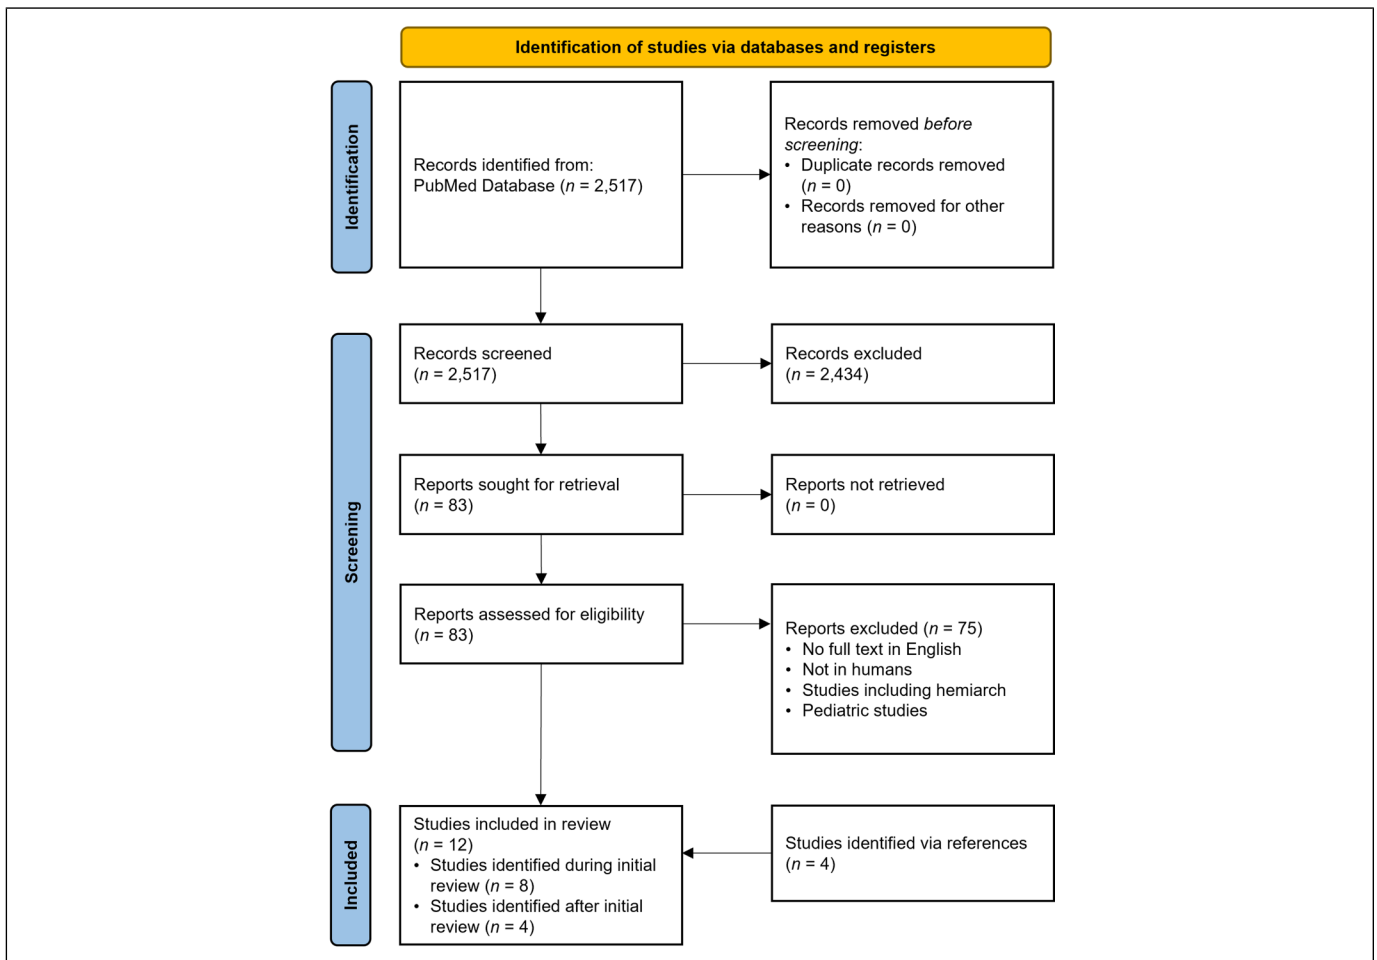 Identification of studies via databases and registers
Identification
Records identified from:
PubMed Database (n = 2,517)
Records removed before
screening:
• Duplicate records removed
(n = 0)
• Records removed for other
reasons (n = 0)
Screening
Records screened
(n = 2,517)
Records excluded
(n = 2,434)
Reports sought for retrieval
(n = 83)
Reports not retrieved
(n = 0)
Reports assessed for eligibility
(n = 83)
Reports excluded (n = 75)
• No full text in English
• Not in humans
• Studies including hemiarch
• Pediatric studies
Included
Studies included in review
(n = 12)
• Studies identified during initial
review (n = 8)
• Studies identified after initial
review (n = 4)
Studies identified via references
(n = 4)